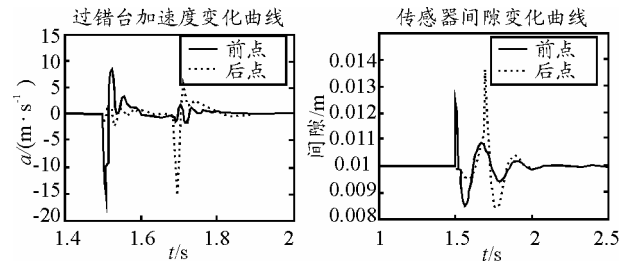 过错台加速度变化曲线
a/(m·s⁻¹)
15
10
5
0
-5
-10
-15
-20
前点
后点
1.4 1.6 1.8 2
t/s
传感器间隙变化曲线
间隙/m
0.014
0.013
0.012
0.011
0.01
0.009
0.008
前点
后点
1 1.5 2 2.5
t/s